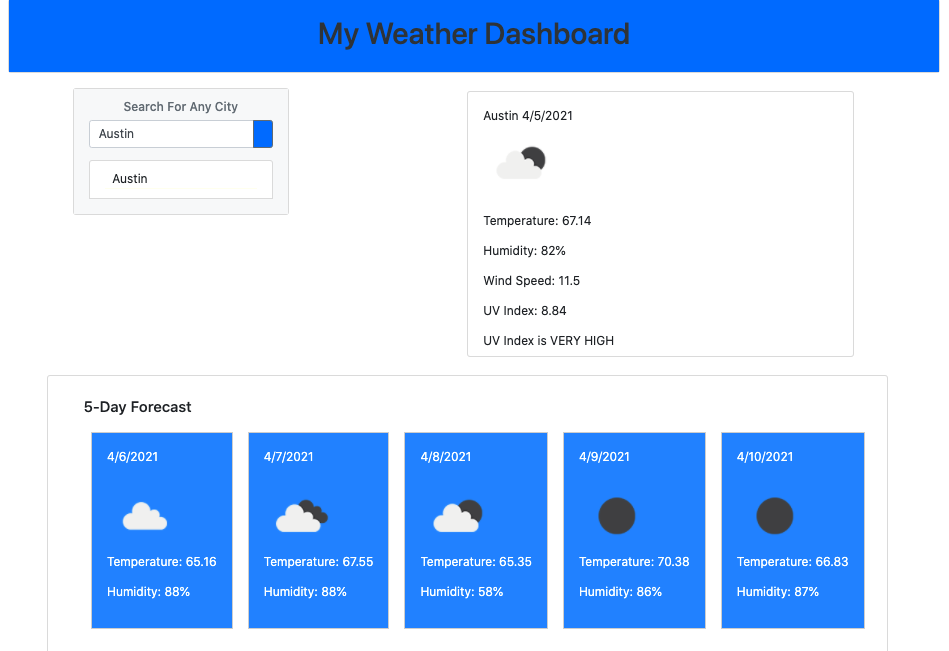 My Weather Dashboard
Search For Any City
Austin
Austin
Austin 4/5/2021
Temperature: 67.14
Humidity: 82%
Wind Speed: 11.5
UV Index: 8.84
UV Index is VERY HIGH
5-Day Forecast
4/6/2021
Temperature: 65.16
Humidity: 88%
4/7/2021
Temperature: 67.55
Humidity: 88%
4/8/2021
Temperature: 65.35
Humidity: 58%
4/9/2021
Temperature: 70.38
Humidity: 86%
4/10/2021
Temperature: 66.83
Humidity: 87%